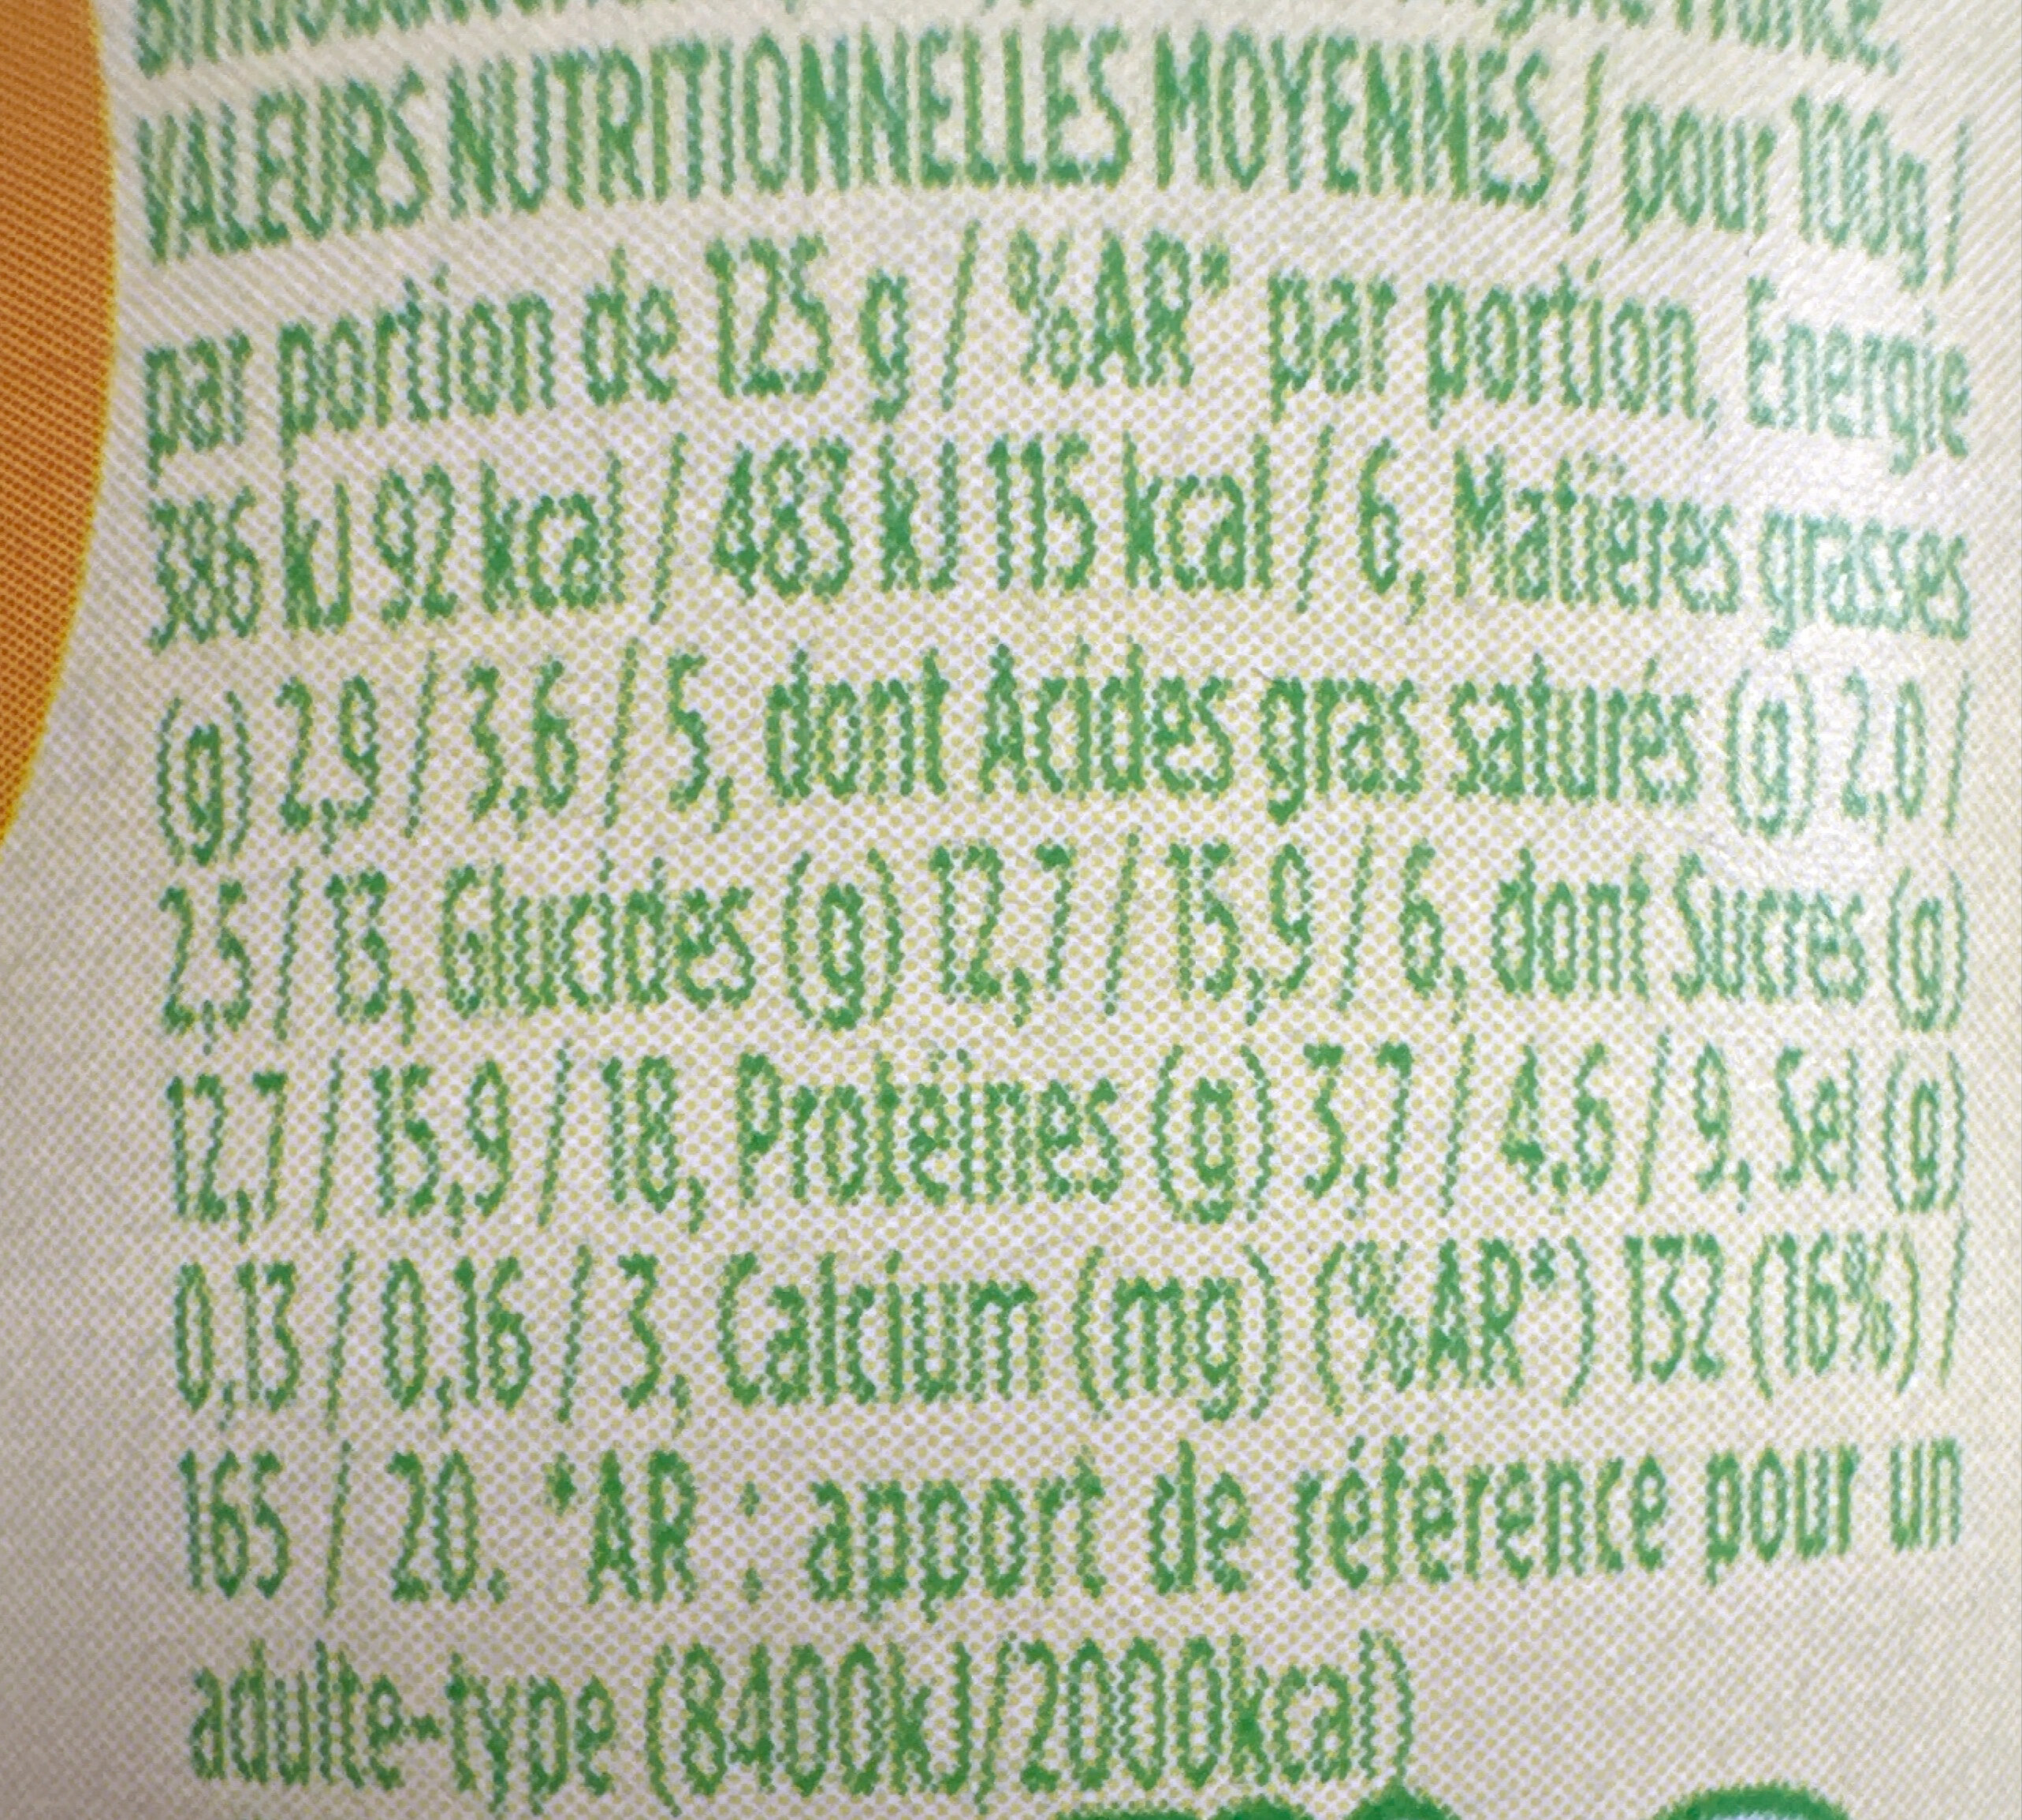 VALEURS NUTRITIONNELLES MOYENNES / pour 100g /
par portion de 125 g / %AR* par portion, Energie
386 kJ 92 kcal / 483 kJ 115 kcal / 6, Matières grasses
(g) 2,9 / 3,6 / 5, dont Acides gras saturés (g) 2,0 /
2,5 / 13, Glucides (g) 12,7 / 15,9 / 6, dont Sucres (g)
12,7 / 15,9 / 18, Protéines (g) 3,7 / 4,6 / 9, Sel (g)
0,13 / 0,16 / 3, Calcium (mg) (%AR*) 132 (16%) /
165 / 20. *AR : apport de référence pour un
adulte-type (8400kJ/2000kcal)